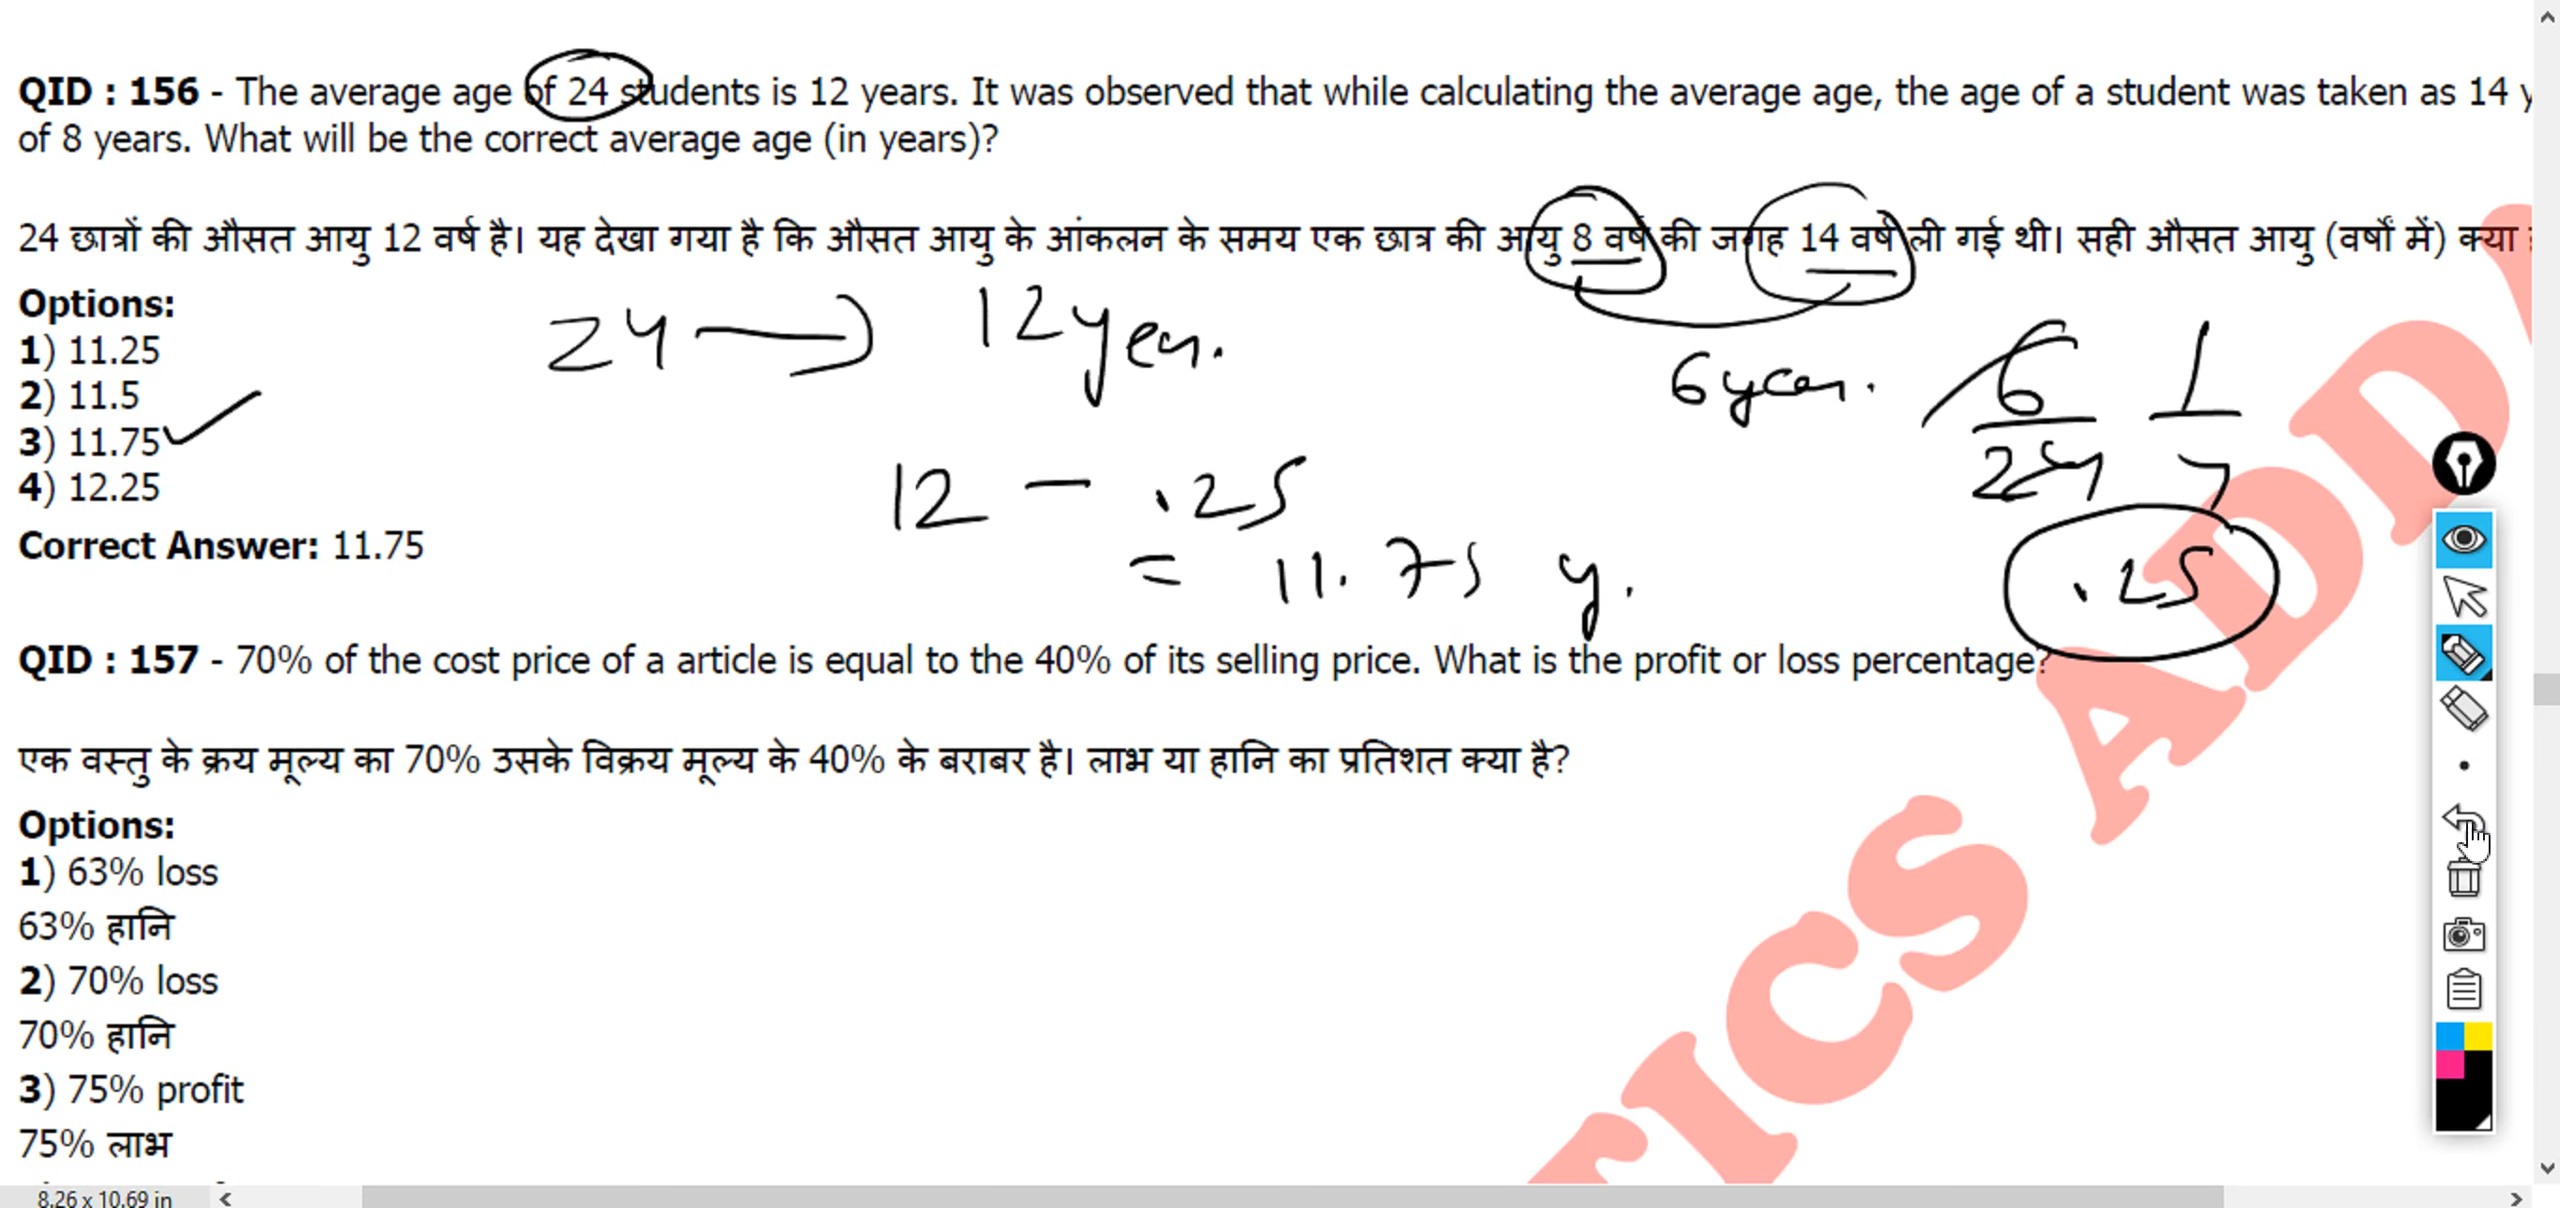 QID : 156 - The average age of 24 students is 12 years. It was observed that while calculating the average age, the age of a student was taken as 14 y
of 8 years. What will be the correct average age (in years)?
24 छात्रों की औसत आयु 12 वर्ष है। यह देखा गया है कि औसत आयु के आंकलन के समय एक छात्र की आयु 8 वर्ष की जगह 14 वर्ष ली गई थी। सही औसत आयु (वर्षों में) क्या
Options:
1) 11.25
2) 11.5
3) 11.75
4) 12.25
24 12 year.
6 year.
6/24 1/4
12 - .25
= 11.75 y.
.25
Correct Answer: 11.75
QID : 157 - 70% of the cost price of a article is equal to the 40% of its selling price. What is the profit or loss percentage?
एक वस्तु के क्रय मूल्य का 70% उसके विक्रय मूल्य के 40% के बराबर है। लाभ या हानि का प्रतिशत क्या है?
Options:
1) 63% loss
63% हानि
2) 70% loss
70% हानि
3) 75% profit
75% लाभ
8.26 x 10.69 in